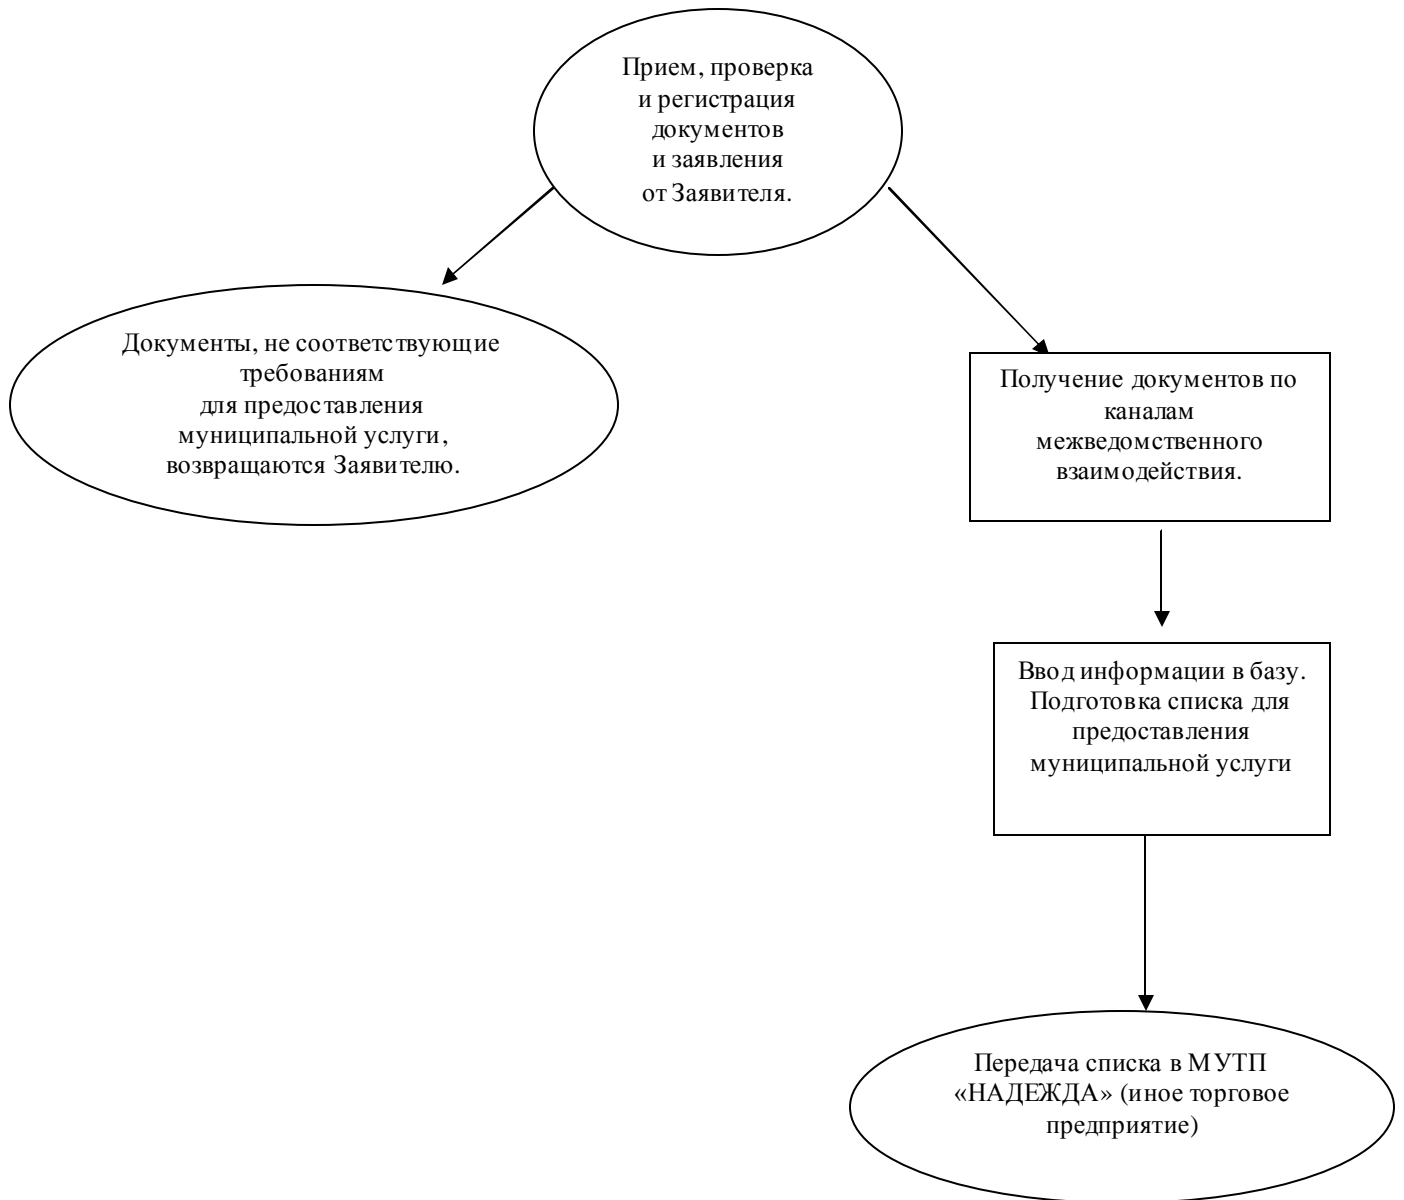 Прием, проверка
и регистрация
документов
и заявления
от Заявителя.
Документы, не соответствующие
требованиям
для предоставления
муниципальной услуги,
возвращаются Заявителю.
Получение документов по
каналам
межведомственного
взаимодействия.
Ввод информации в базу.
Подготовка списка для
предоставления
муниципальной услуги
Передача списка в МУТП
«НАДЕЖДА» (иное торговое
предприятие)